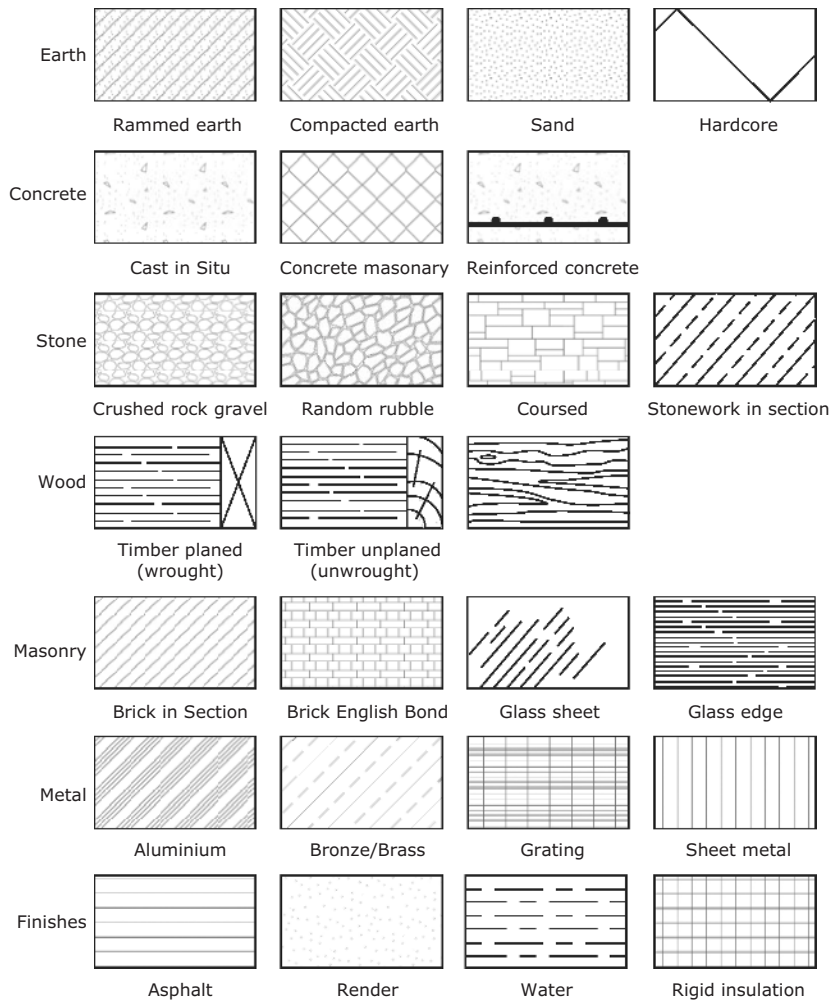 Earth
Rammed earth
Compacted earth
Sand
Hardcore
Concrete
Cast in Situ
Concrete masonary
Reinforced concrete
Stone
Crushed rock gravel
Random rubble
Coursed
Stonework in section
Wood
Timber planed
(wrought)
Timber unplaned
(unwrought)
Masonry
Brick in Section
Brick English Bond
Glass sheet
Glass edge
Metal
Aluminium
Bronze/Brass
Grating
Sheet metal
Finishes
Asphalt
Render
Water
Rigid insulation